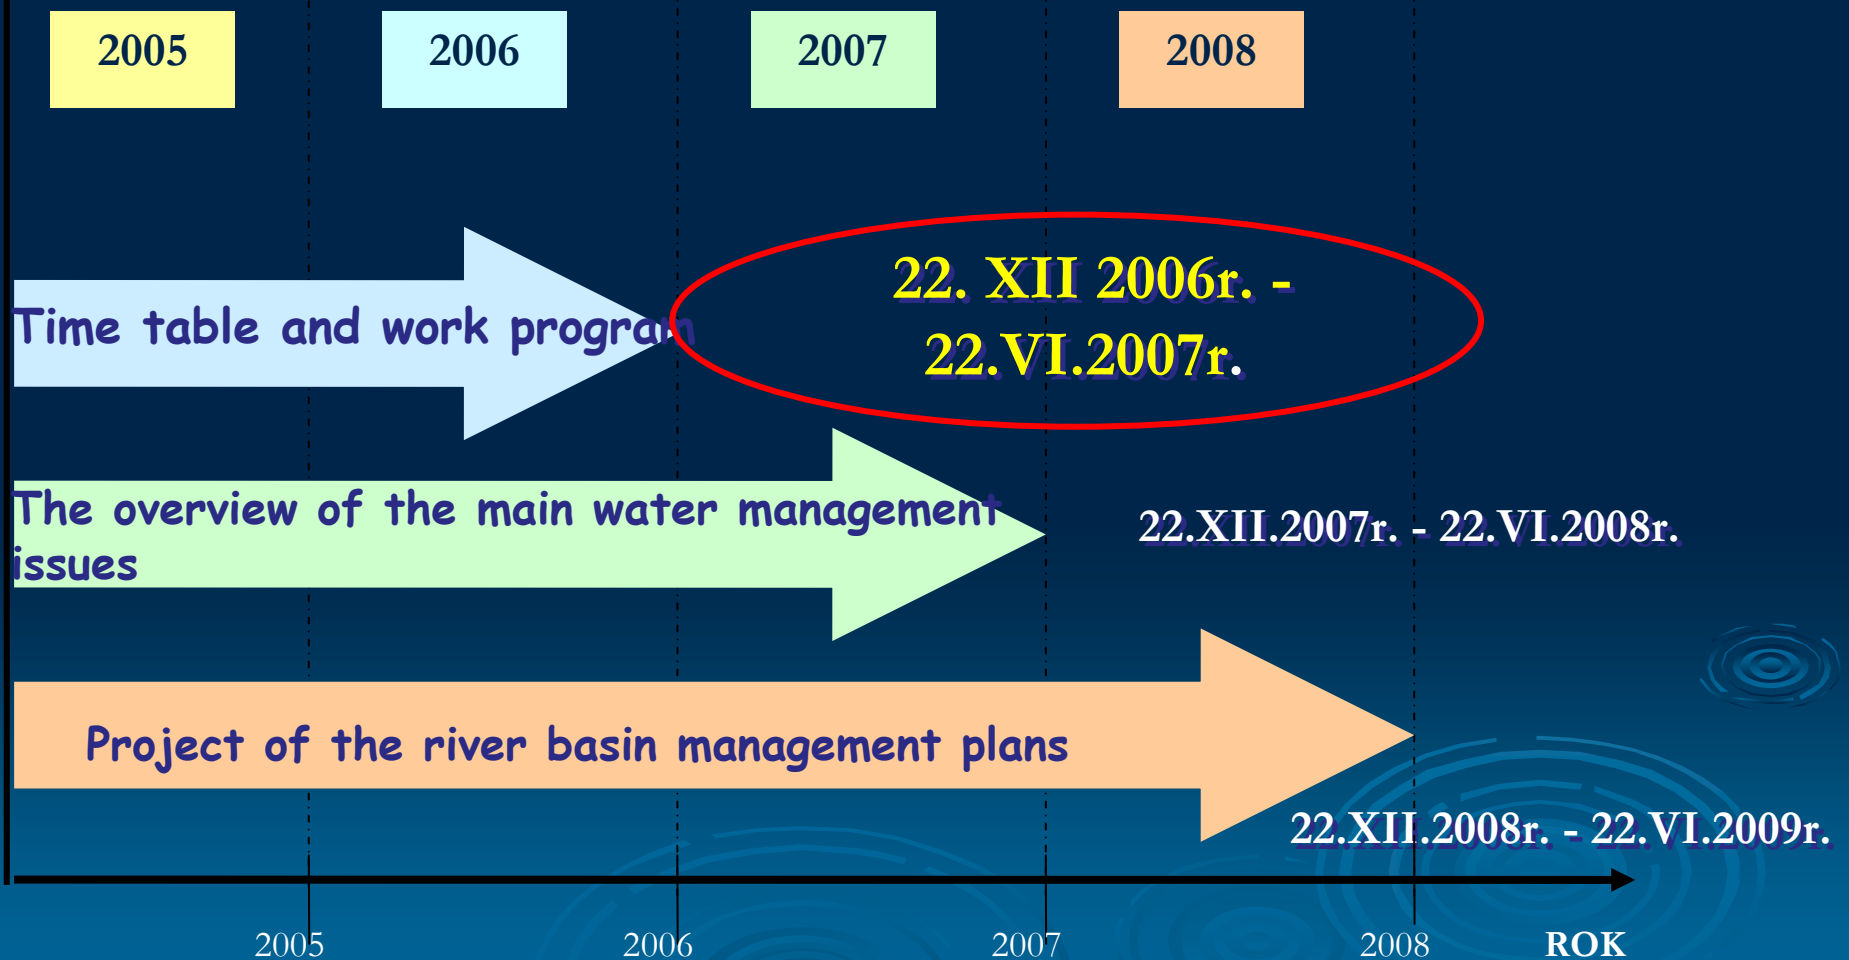 2005
2006
2007
2008
Time table and work program
22. XII 2006r. -
22.VI.2007r.
The overview of the main water management
issues
22.XII.2007r. - 22.VI.2008r.
Project of the river basin management plans
22.XII.2008r. - 22.VI.2009r.
2005
2006
2007
2008
ROK